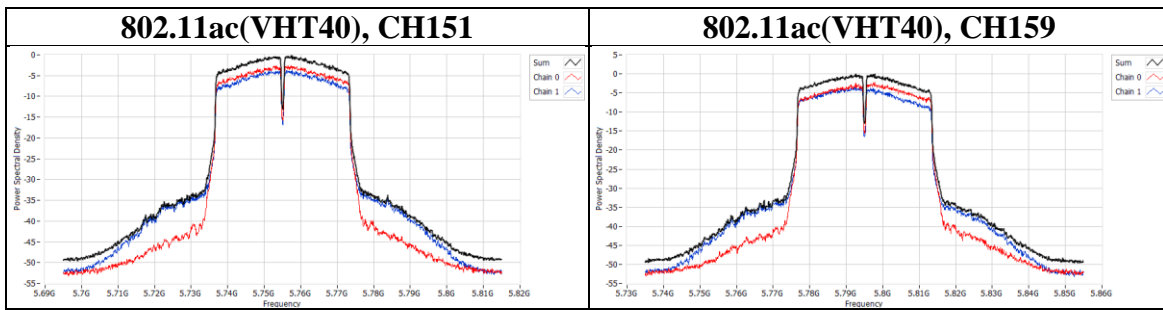 802.11ac(VHT40), CH151
802.11ac(VHT40), CH159
Power Spectral Density
0-
-5-
-10-
-15-
-20-
-25-
-30-
-35-
-40-
-45-
-50-
-55-
5.69G 5.7G 5.71G 5.72G 5.73G 5.74G 5.75G 5.76G 5.77G 5.78G 5.79G 5.8G 5.81G 5.82G
Frequency
Sum
Chain 0
Chain 1
Power Spectral Density
5-
0-
-5-
-10-
-15-
-20-
-25-
-30-
-35-
-40-
-45-
-50-
-55-
5.73G 5.74G 5.75G 5.76G 5.77G 5.78G 5.79G 5.8G 5.81G 5.82G 5.83G 5.84G 5.85G 5.86G
Frequency
Sum
Chain 0
Chain 1